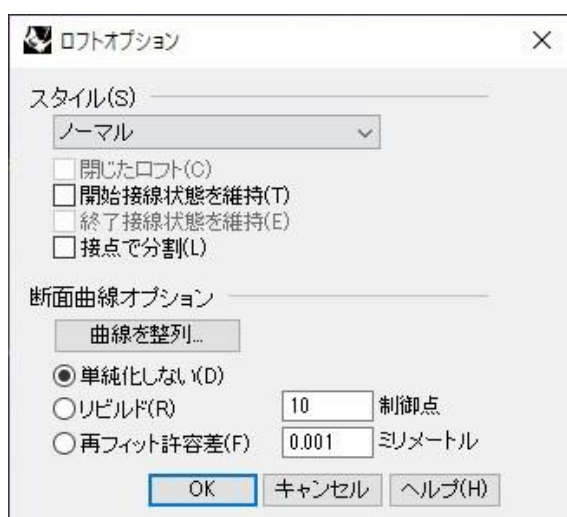 ロフトオプション
スタイル(S)
ノーマル
閉じたロフト(C)
開始接線状態を維持(T)
終了接線状態を維持(E)
接点で分割(L)
断面曲線オプション
曲線を整列...
単純化しない(D)
リビルド(R) 10 制御点
再フィット許容差(F) 0.001 ミリメートル
OK キャンセル ヘルプ(H)